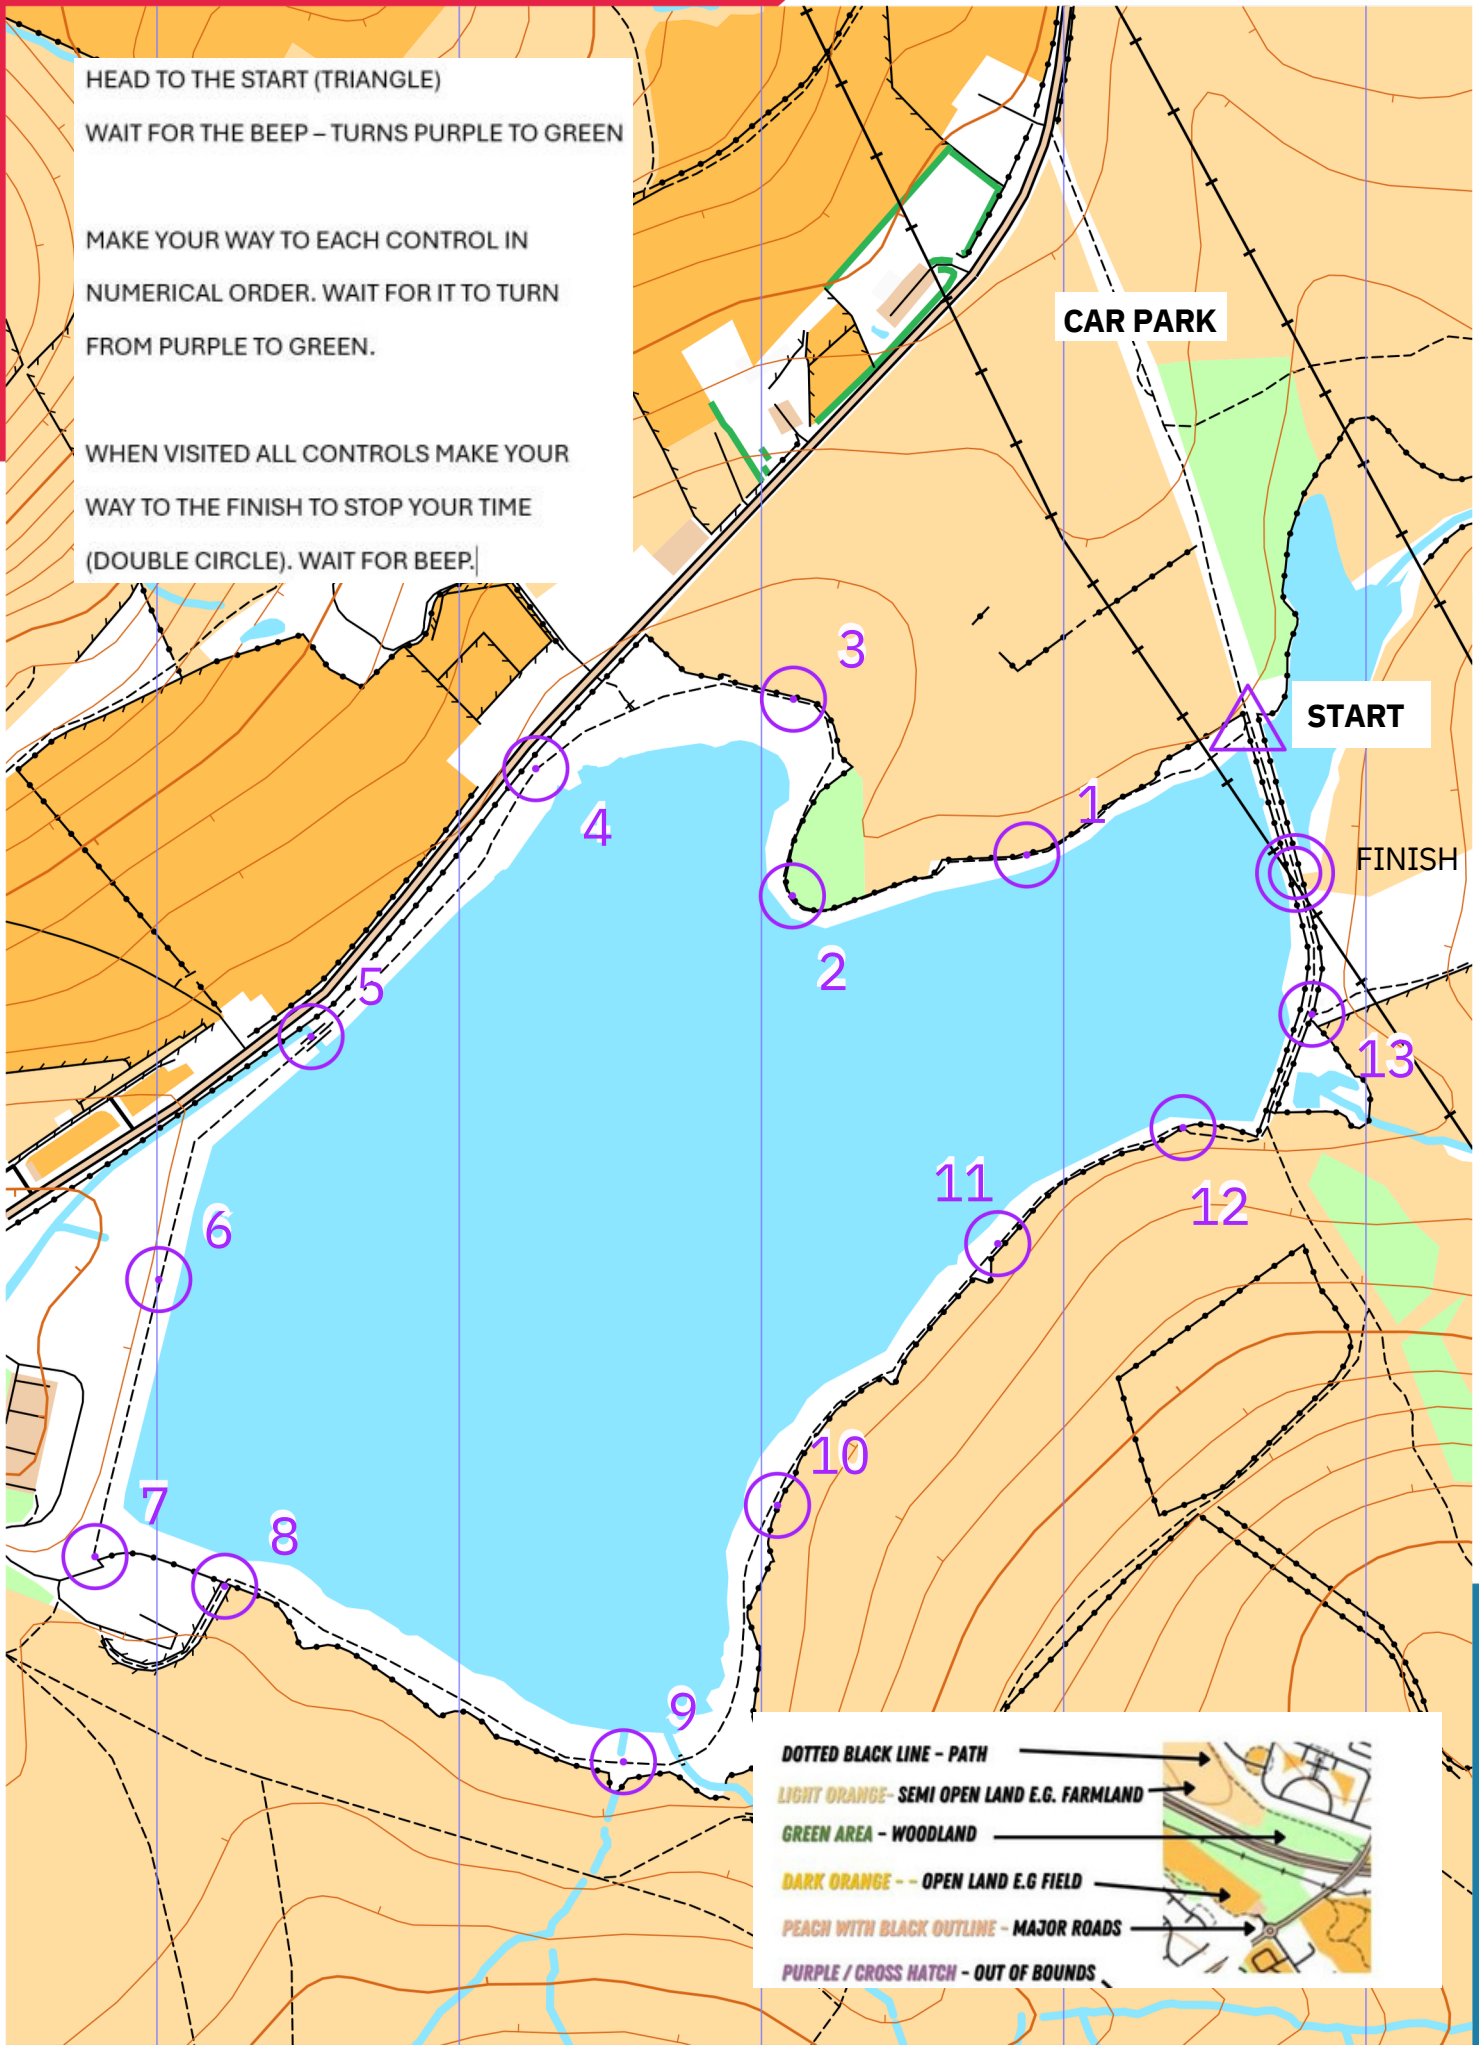 HEAD TO THE START (TRIANGLE)
WAIT FOR THE BEEP – TURNS PURPLE TO GREEN
MAKE YOUR WAY TO EACH CONTROL IN
NUMERICAL ORDER. WAIT FOR IT TO TURN
FROM PURPLE TO GREEN.
WHEN VISITED ALL CONTROLS MAKE YOUR
WAY TO THE FINISH TO STOP YOUR TIME
(DOUBLE CIRCLE). WAIT FOR BEEP.
CAR PARK
3
START
1
4
FINISH
2
5
13
11
12
6
10
7
8
9
DOTTED BLACK LINE – PATH
LIGHT ORANGE- SEMI OPEN LAND E.G. FARMLAND
GREEN AREA – WOODLAND
DARK ORANGE - - OPEN LAND E.G FIELD
PEACH WITH BLACK OUTLINE – MAJOR ROADS
PURPLE / CROSS HATCH - OUT OF BOUNDS